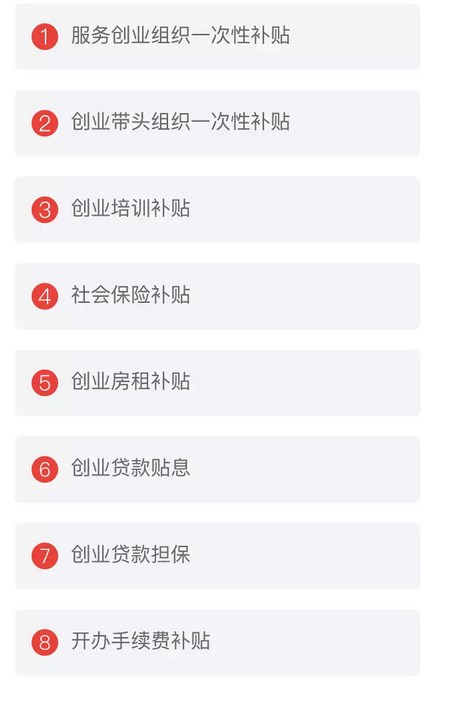 1 服务创业组织一次性补贴
2 创业带头组织一次性补贴
3 创业培训补贴
4 社会保险补贴
5 创业房租补贴
6 创业贷款贴息
7 创业贷款担保
8 开办手续费补贴